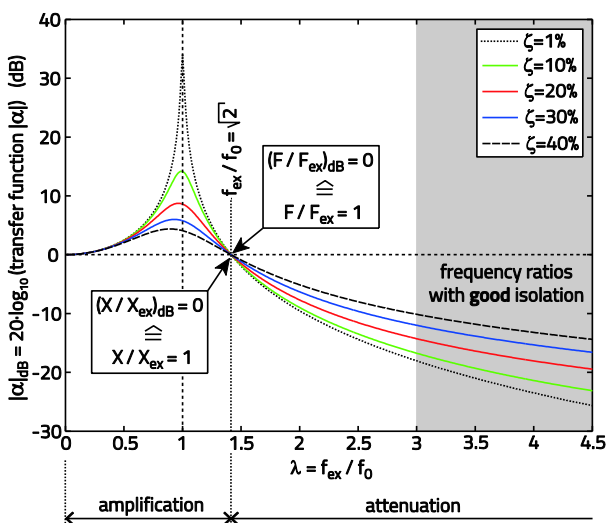 |α|dB = 20·log10 (transfer function |α|) (dB)
40
30
20
10
0
-10
-20
-30
0
0.5
1
1.5
2
2.5
3
3.5
4
4.5
λ = fex / f0
ζ=1%
ζ=10%
ζ=20%
ζ=30%
ζ=40%
fex / f0 = √2
(F / Fex)dB = 0
≙
F / Fex = 1
(X / Xex)dB = 0
≙
X / Xex = 1
frequency ratios
with good isolation
amplification
attenuation